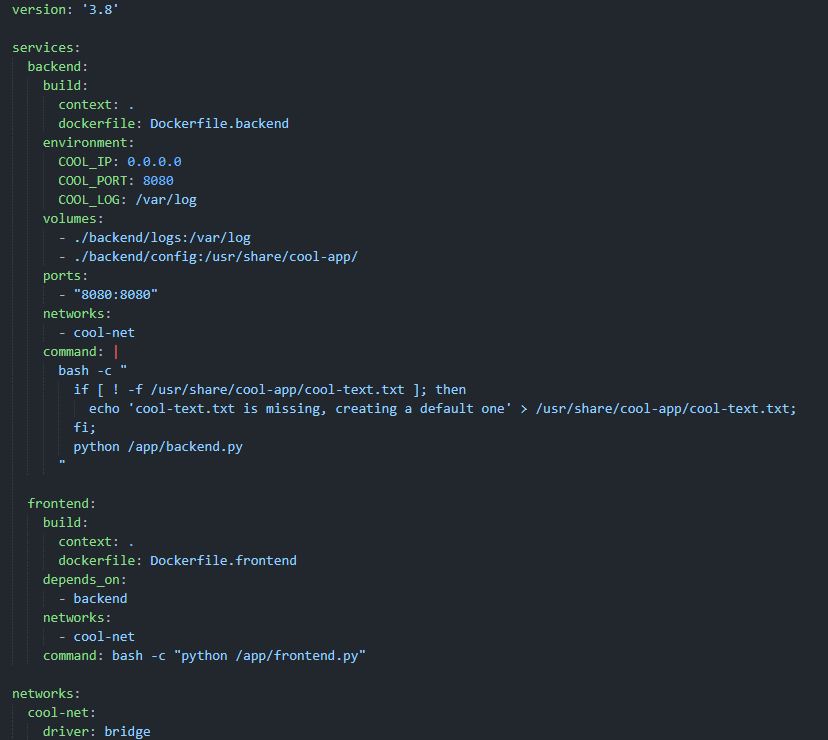 version: '3.8'

services:
  backend:
    build:
      context: .
      dockerfile: Dockerfile.backend
    environment:
      COOL_IP: 0.0.0.0
      COOL_PORT: 8080
      COOL_LOG: /var/log
    volumes:
      - ./backend/logs:/var/log
      - ./backend/config:/usr/share/cool-app/
    ports:
      - "8080:8080"
    networks:
      - cool-net
    command: |
      bash -c "
        if [ ! -f /usr/share/cool-app/cool-text.txt ]; then
          echo 'cool-text.txt is missing, creating a default one' > /usr/share/cool-app/cool-text.txt;
        fi;
        python /app/backend.py
      "

  frontend:
    build:
      context: .
      dockerfile: Dockerfile.frontend
    depends_on:
      - backend
    networks:
      - cool-net
    command: bash -c "python /app/frontend.py"

networks:
  cool-net:
    driver: bridge